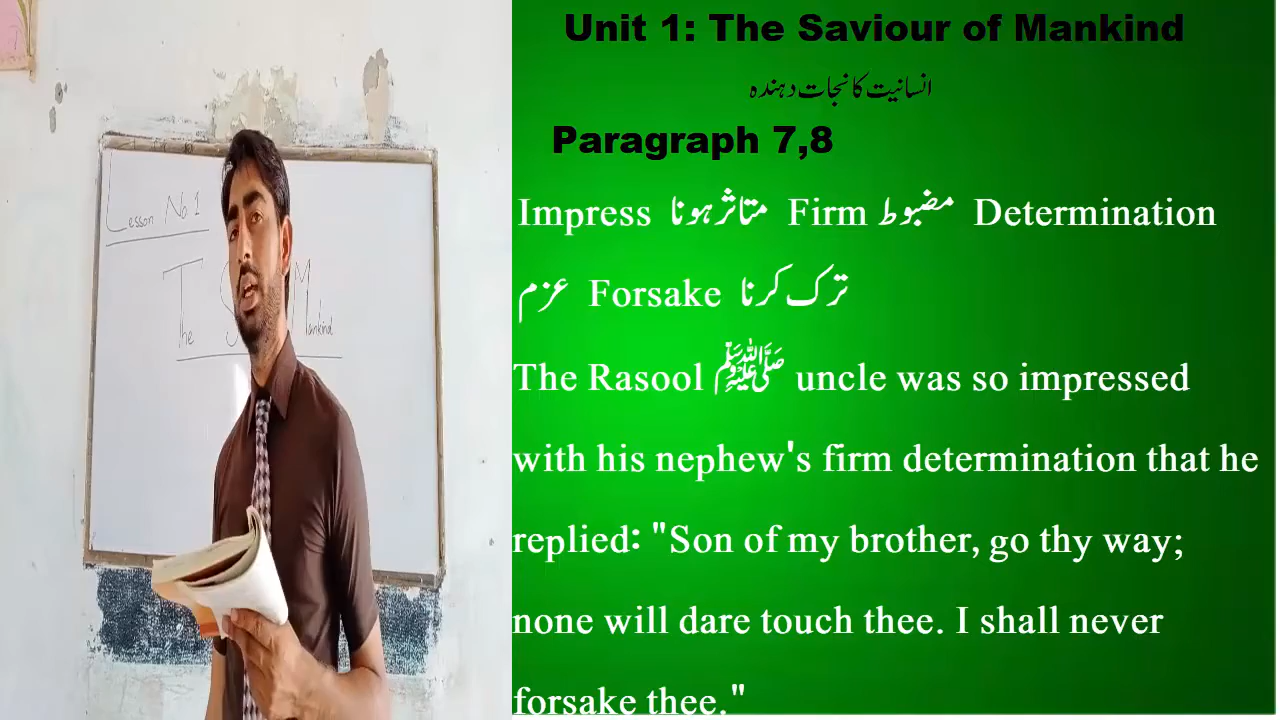 Unit 1: The Saviour of Mankind
انسانیت کا نجات دہندہ
Paragraph 7,8
Impress متاثر ہونا Firm مضبوط Determination
عزم Forsake ترک کرنا
The Rasool ﷺ uncle was so impressed
with his nephew's firm determination that he
replied: "Son of my brother, go thy way;
none will dare touch thee. I shall never
forsake thee."
Lesson No 1
The S M
ankind